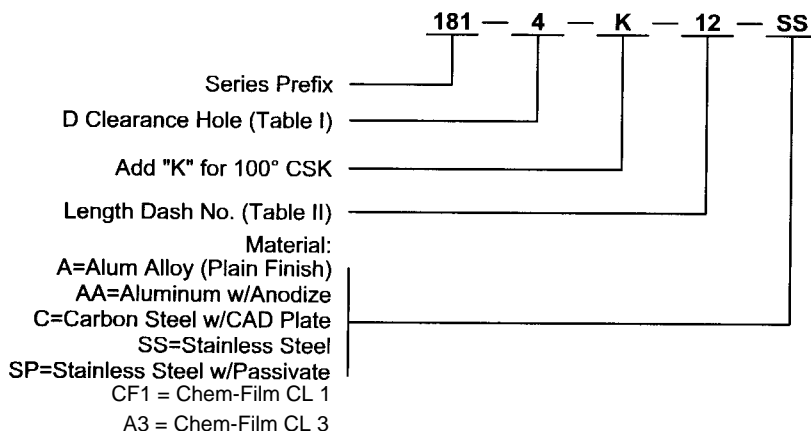 181 — 4 — K — 12 — SS
Series Prefix
D Clearance Hole (Table I)
Add "K" for 100° CSK
Length Dash No. (Table II)
Material:
A=Alum Alloy (Plain Finish)
AA=Aluminum w/Anodize
C=Carbon Steel w/CAD Plate
SS=Stainless Steel
SP=Stainless Steel w/Passivate
CF1 = Chem-Film CL 1
A3 = Chem-Film CL 3